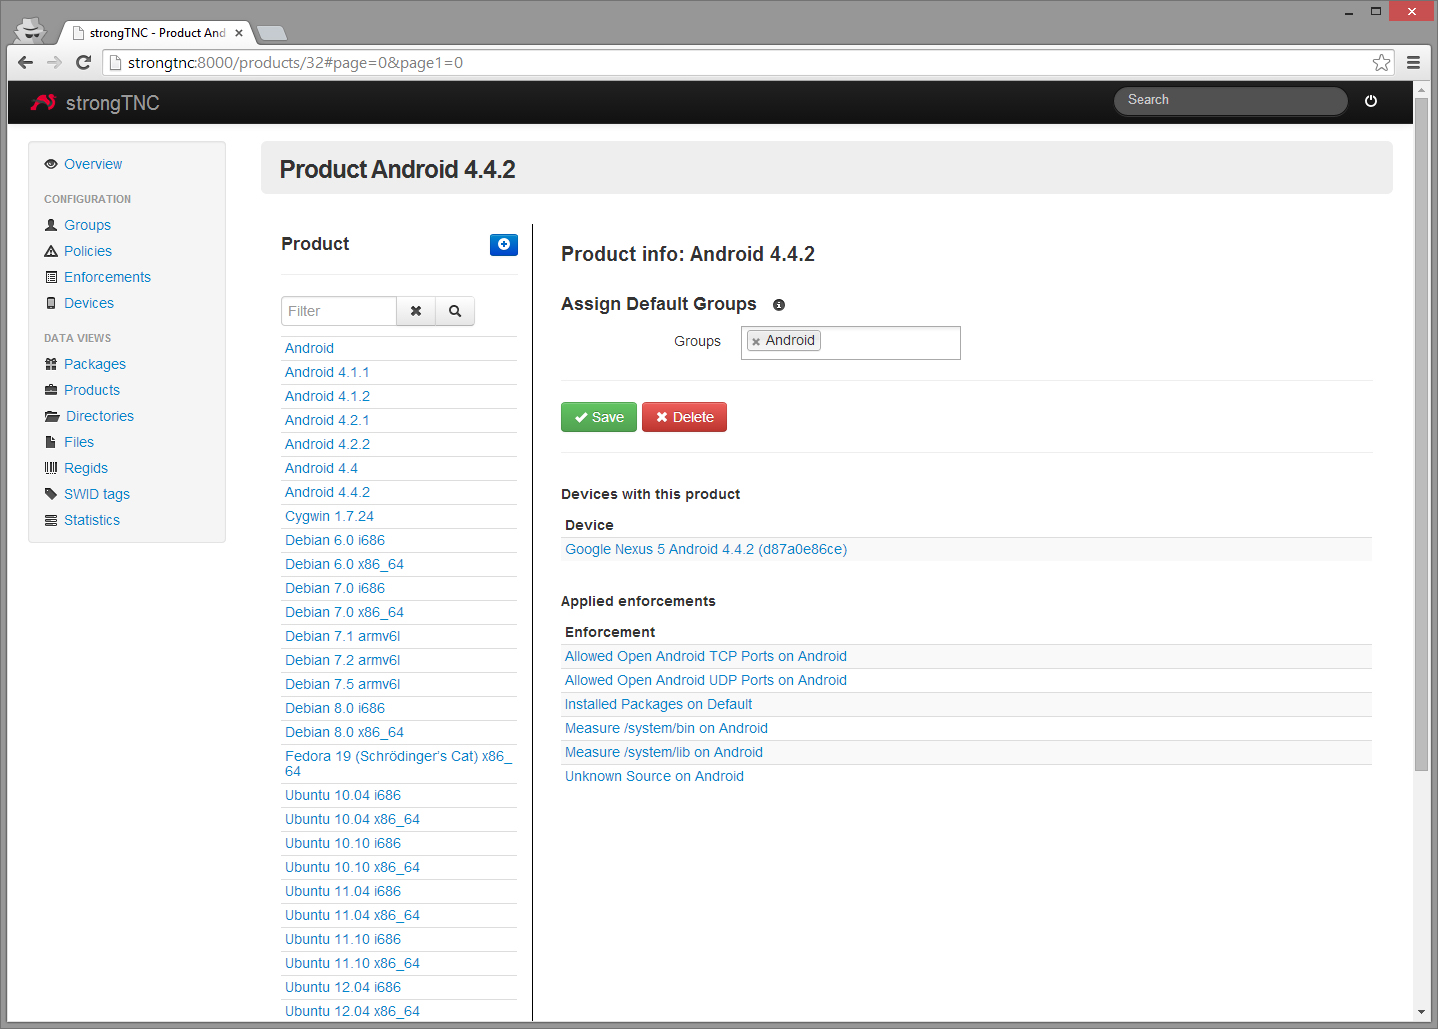 strongTNC - Product And
strongtnc:8000/products/32#page=0&page1=0
strongTNC
Search
Overview
CONFIGURATION
Groups
Policies
Enforcements
Devices
DATA VIEWS
Packages
Products
Directories
Files
Regids
SWID tags
Statistics
Product Android 4.4.2
Product
Filter
Android
Android 4.1.1
Android 4.1.2
Android 4.2.1
Android 4.2.2
Android 4.4
Android 4.4.2
Cygwin 1.7.24
Debian 6.0 i686
Debian 6.0 x86_64
Debian 7.0 i686
Debian 7.0 x86_64
Debian 7.1 armv6l
Debian 7.2 armv6l
Debian 7.5 armv6l
Debian 8.0 i686
Debian 8.0 x86_64
Fedora 19 (Schrödinger's Cat) x86_
64
Ubuntu 10.04 i686
Ubuntu 10.04 x86_64
Ubuntu 10.10 i686
Ubuntu 10.10 x86_64
Ubuntu 11.04 i686
Ubuntu 11.04 x86_64
Ubuntu 11.10 i686
Ubuntu 11.10 x86_64
Ubuntu 12.04 i686
Ubuntu 12.04 x86_64
Product info: Android 4.4.2
Assign Default Groups
Groups
Android
Save Delete
Devices with this product
Device
Google Nexus 5 Android 4.4.2 (d87a0e86ce)
Applied enforcements
Enforcement
Allowed Open Android TCP Ports on Android
Allowed Open Android UDP Ports on Android
Installed Packages on Default
Measure /system/bin on Android
Measure /system/lib on Android
Unknown Source on Android